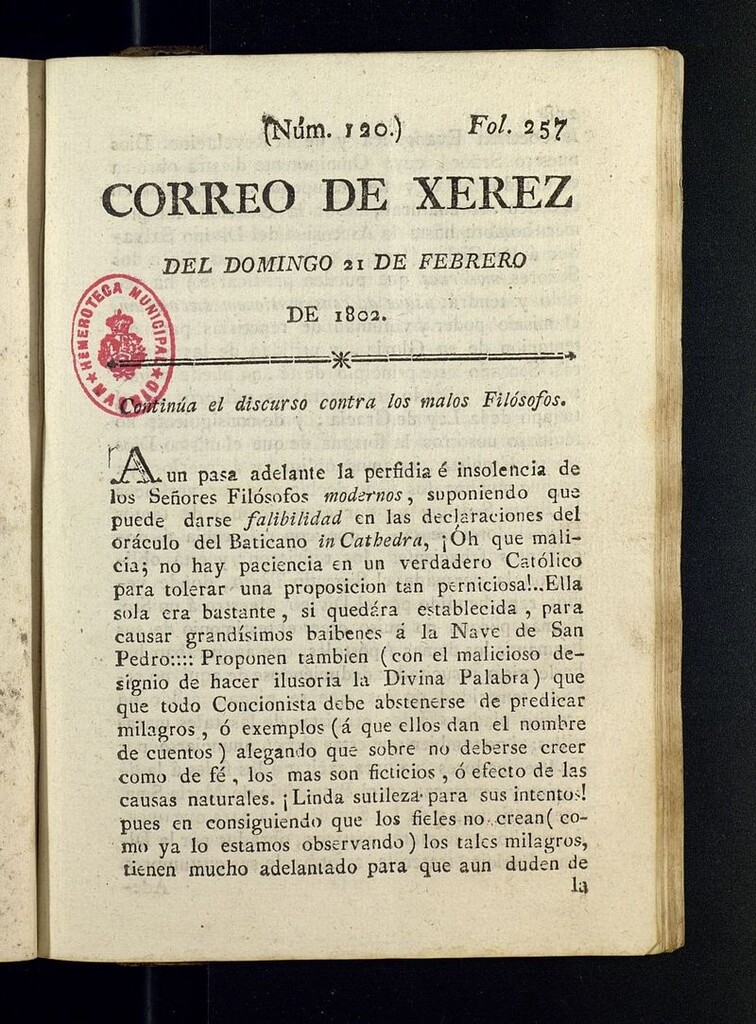 (Núm. 120.) Fol. 257
CORREO DE XEREZ
DEL DOMINGO 21 DE FEBRERO
DE 1802.
HEMEROTECA MUNICIPAL
MADRID
Continúa el discurso contra los malos Filósofos.
Aun pasa adelante la perfidia é insolencia de
los Señores Filósofos modernos, suponiendo que
puede darse falibilidad en las declaraciones del
oráculo del Baticano in Cathedra, ¡Oh que mali-
cia; no hay paciencia en un verdadero Católico
para tolerar una proposicion tan perniciosa!..Ella
sola era bastante, si quedára establecida, para
causar grandísimos baibenes á la Nave de San
Pedro:::: Proponen tambien (con el malicioso de-
signio de hacer ilusoria la Divina Palabra) que
que todo Concionista debe abstenerse de predicar
milagros, ó exemplos (á que ellos dan el nombre
de cuentos) alegando que sobre no deberse creer
como de fé, los mas son ficticios, ó efecto de las
causas naturales. ¡Linda sutileza para sus intentos!
pues en consiguiendo que los fieles no crean (co-
mo ya lo estamos observando) los tales milagros,
tienen mucho adelantado para que aun duden de
la